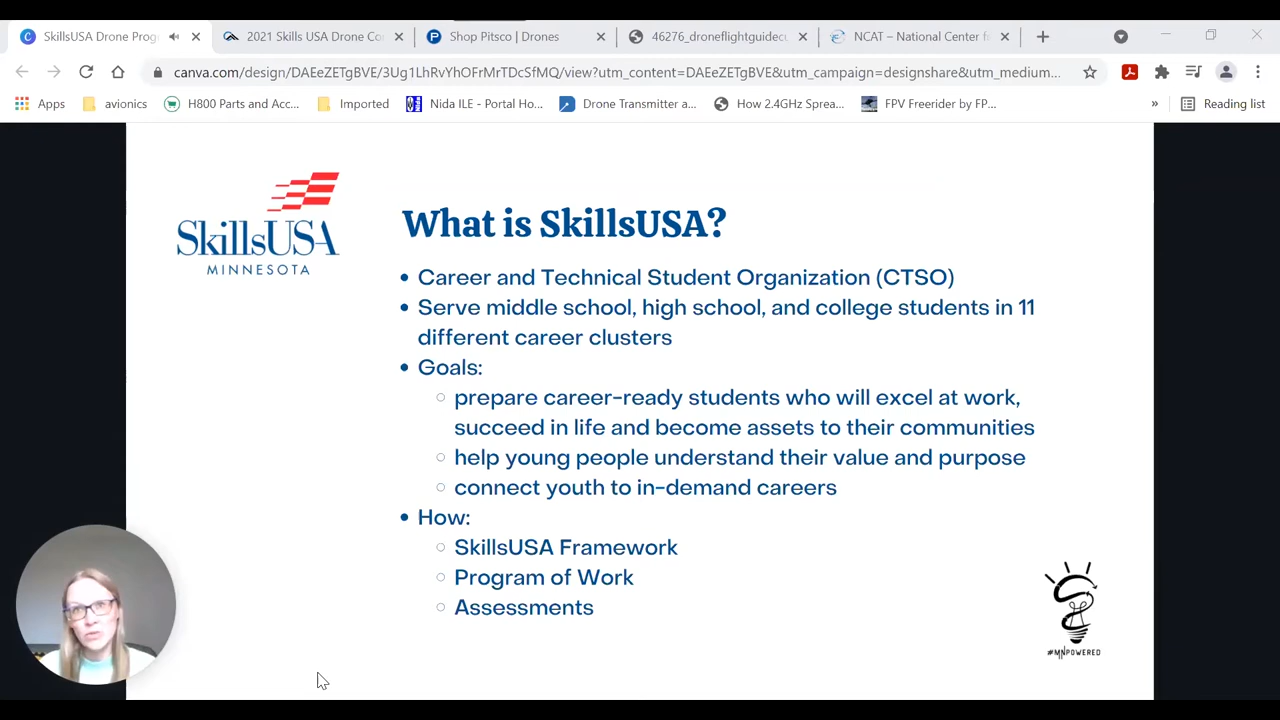 SkillsUSA Drone Prog
2021 Skills USA Drone Co
Shop Pitsco | Drones
46276_droneflightguidecu
NCAT – National Center f
canva.com/design/DAEeZETgBVE/3Ug1LhRvYhOFrMrTDcSfMQ/view?utm_content=DAEeZETgBVE&utm_campaign=designshare&utm_medium...
Apps
avionics
H800 Parts and Acc...
Imported
Nida ILE - Portal Ho...
Drone Transmitter a...
How 2.4GHz Sprea...
FPV Freerider by FP...
»
Reading list
SkillsUSA
MINNESOTA
What is SkillsUSA?
• Career and Technical Student Organization (CTSO)
• Serve middle school, high school, and college students in 11
different career clusters
• Goals:
○ prepare career-ready students who will excel at work,
succeed in life and become assets to their communities
○ help young people understand their value and purpose
○ connect youth to in-demand careers
• How:
○ SkillsUSA Framework
○ Program of Work
○ Assessments
#MNPOWERED